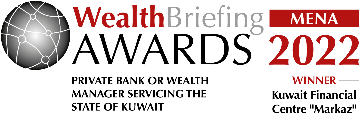 WealthBriefing MENA
AWARDS 2022
PRIVATE BANK OR WEALTH
MANAGER SERVICING THE
STATE OF KUWAIT
WINNER
Kuwait Financial
Centre "Markaz"